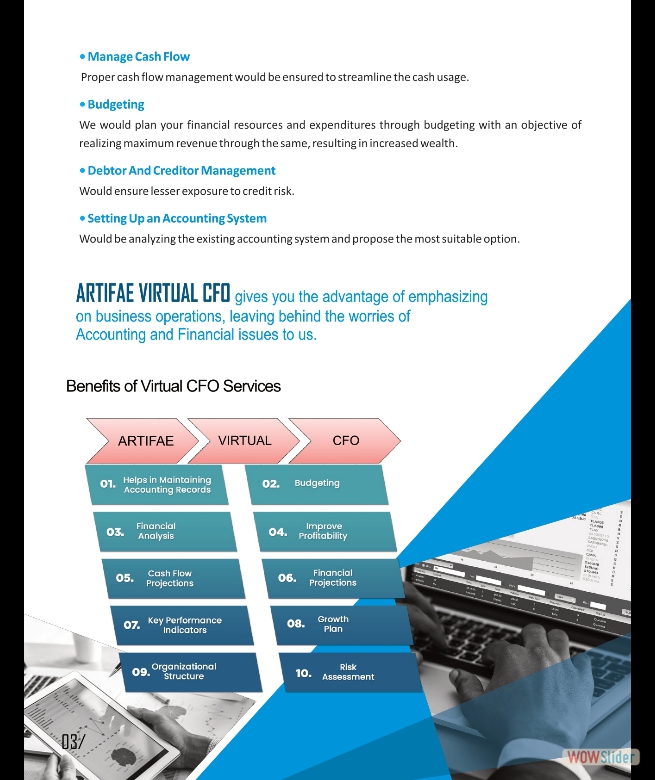 • Manage Cash Flow
Proper cash flow management would be ensured to streamline the cash usage.
• Budgeting
We would plan your financial resources and expenditures through budgeting with an objective of
realizing maximum revenue through the same, resulting in increased wealth.
• Debtor And Creditor Management
Would ensure lesser exposure to credit risk.
• Setting Up an Accounting System
Would be analyzing the existing accounting system and propose the most suitable option.
ARTIFAE VIRTUAL CFO gives you the advantage of emphasizing
on business operations, leaving behind the worries of
Accounting and Financial issues to us.
Benefits of Virtual CFO Services
ARTIFAE VIRTUAL CFO
01. Helps in Maintaining
Accounting Records
02. Budgeting
03. Financial
Analysis
04. Improve
Profitability
05. Cash Flow
Projections
06. Financial
Projections
07. Key Performance
Indicators
08. Growth
Plan
09. Organizational
Structure
10. Risk
Assessment
03/
WOWSlider